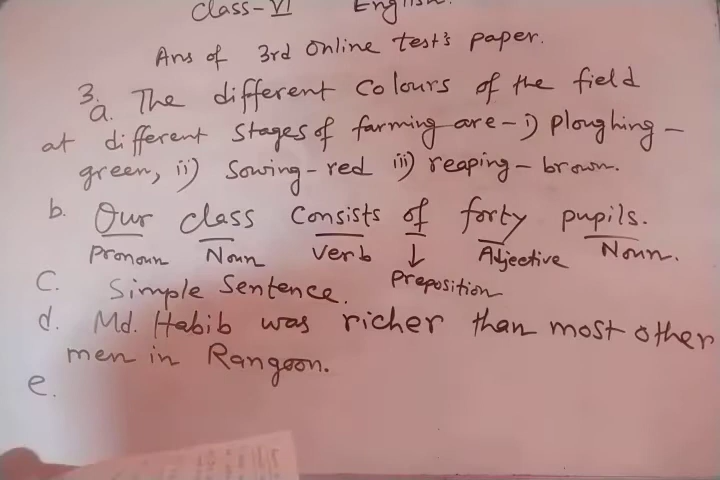 Class-VI English.
Ans of 3rd online test's paper.
3.
a. The different colours of the field
at different stages of farming are - i) ploughing -
green, ii) Sowing - red iii) reaping - brown.
b. Our class consists of forty pupils.
Pronoun Noun Verb ↓ Adjective Noun.
Preposition
C. Simple Sentence.
d. Md. Habib was richer than most other
men in Rangoon.
e.